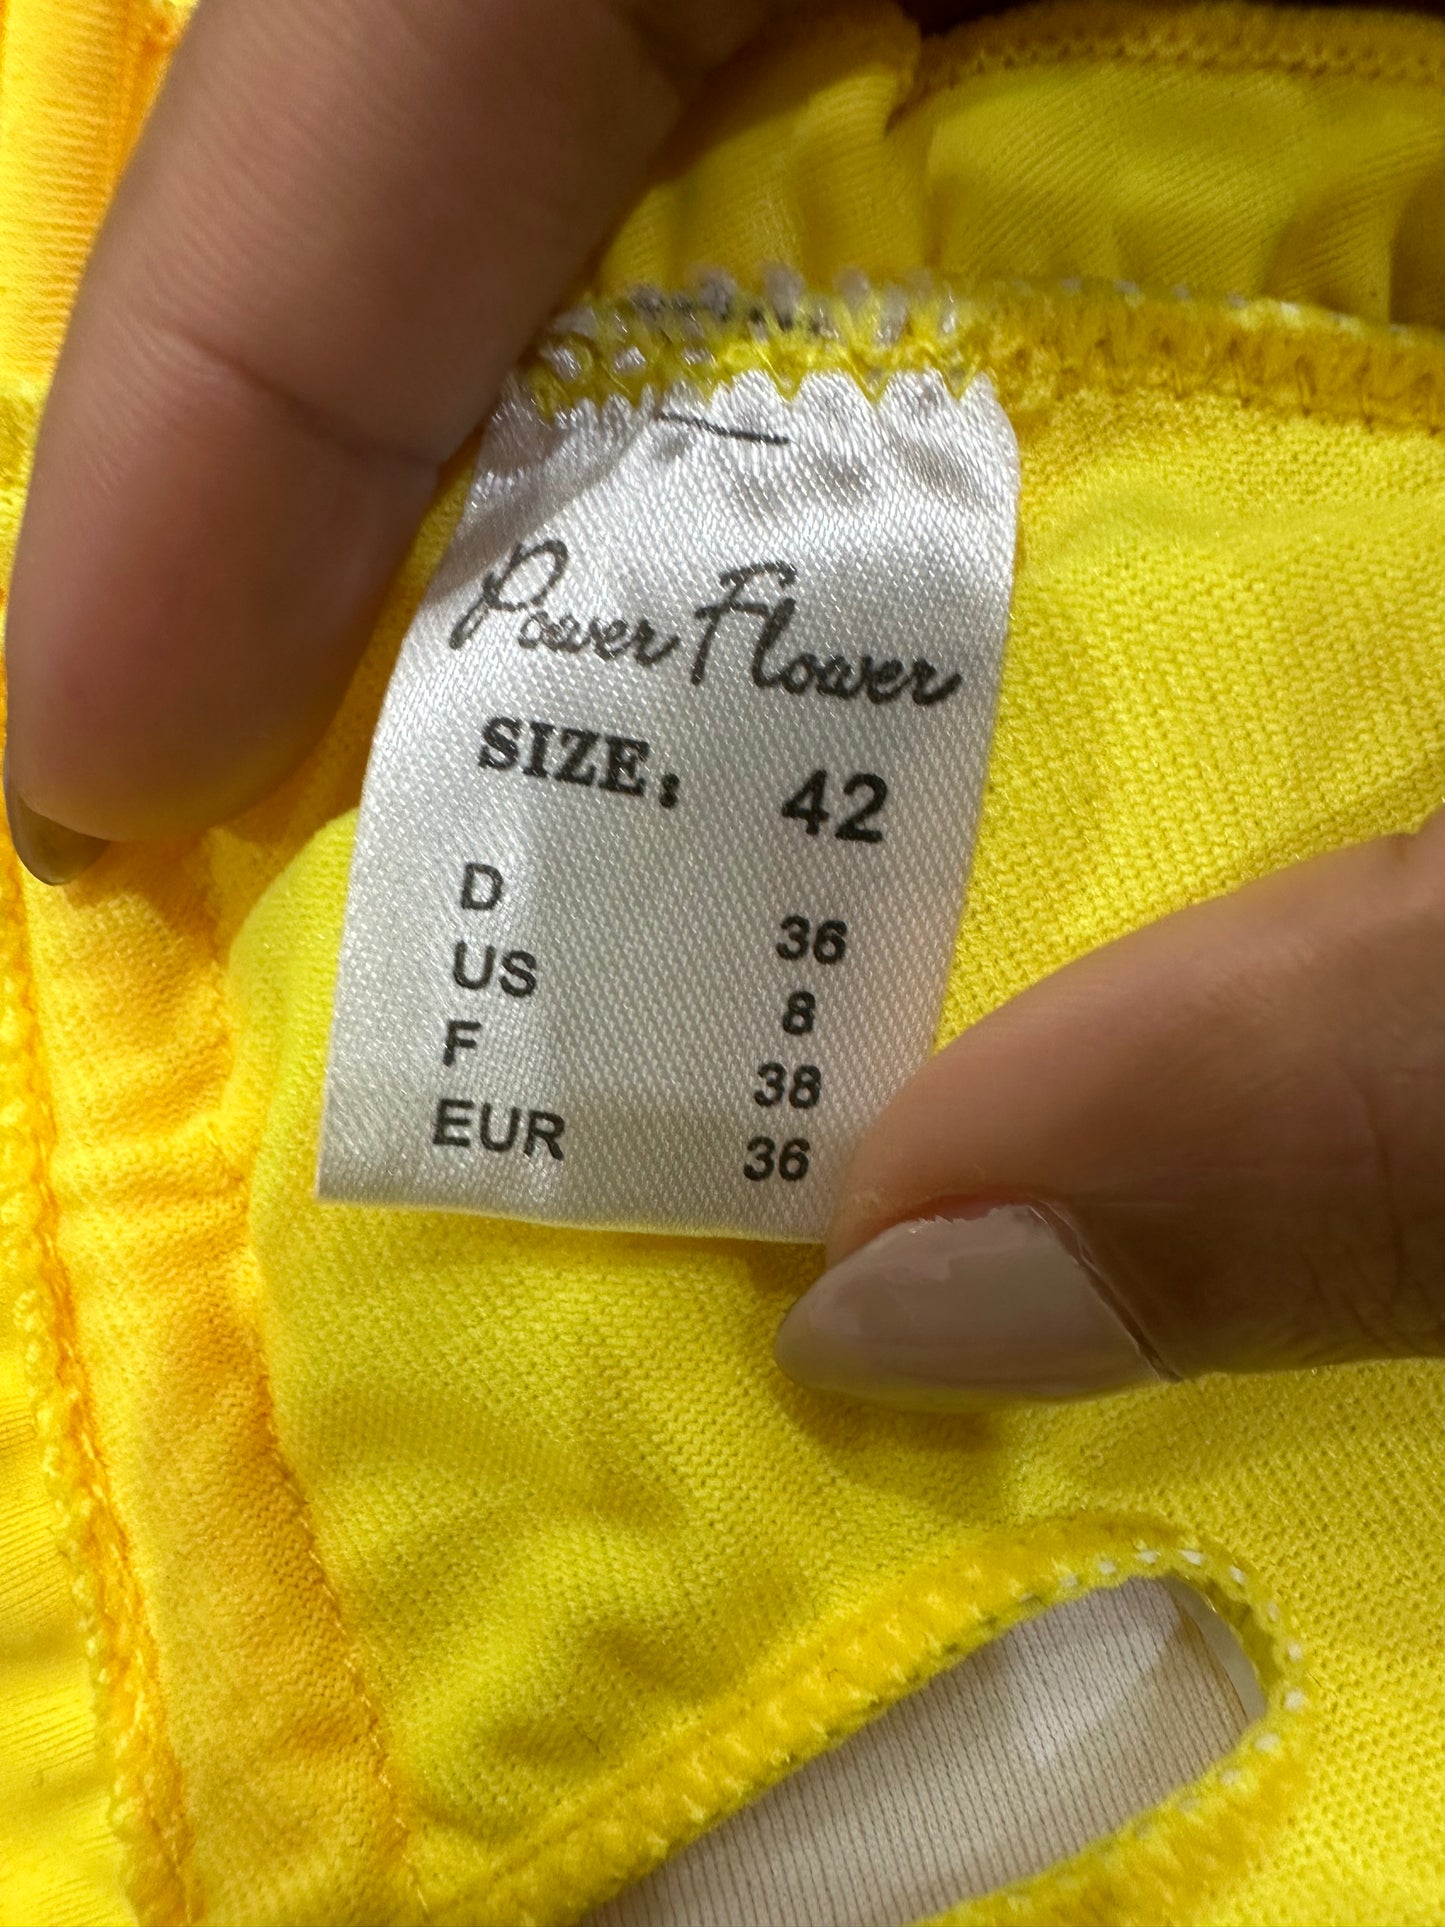 Power Flower
SIZE: 42
D 36
US 8
F 38
EUR 36